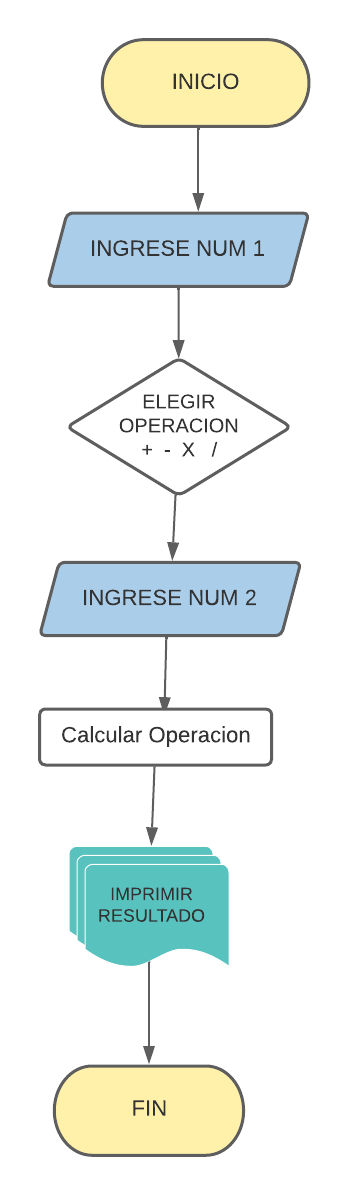 INICIO
INGRESE NUM 1
ELEGIR
OPERACION
+ - X /
INGRESE NUM 2
Calcular Operacion
IMPRIMIR
RESULTADO
FIN